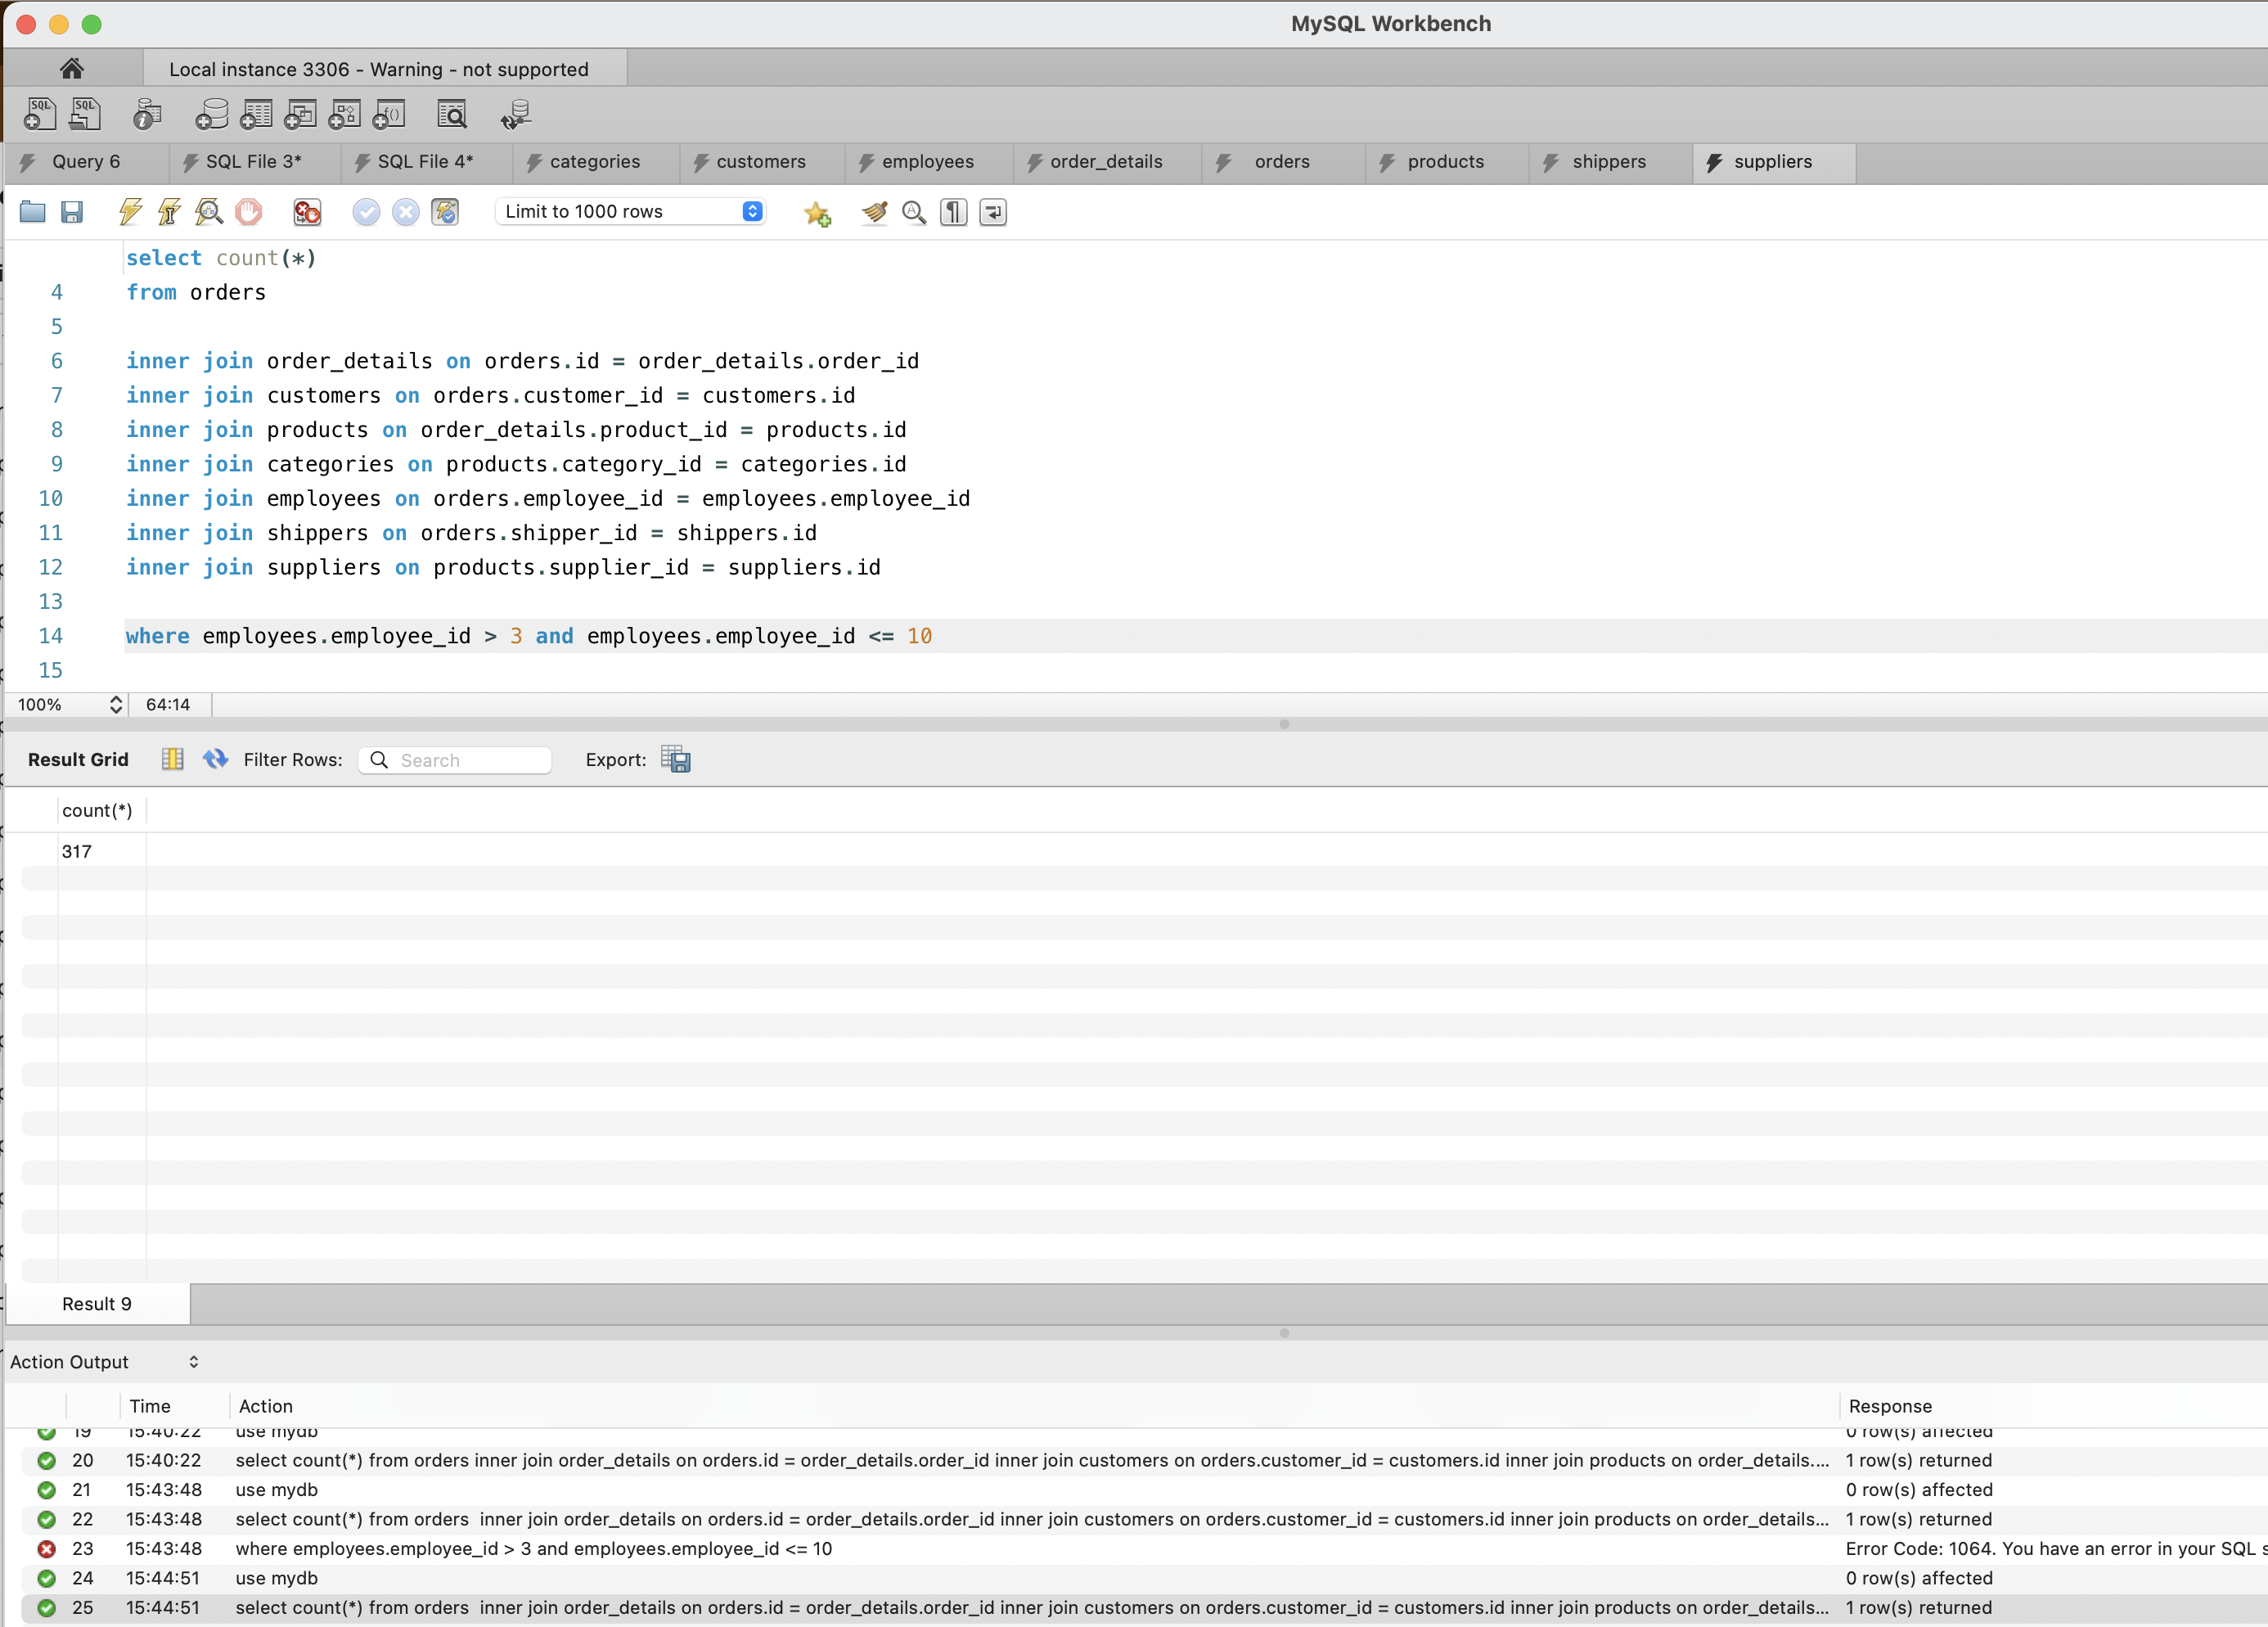 MySQL Workbench
Local instance 3306 - Warning - not supported
Query 6 SQL File 3* SQL File 4* categories customers employees order_details orders products shippers suppliers
Limit to 1000 rows
select count(*)
4 from orders
5
6 inner join order_details on orders.id = order_details.order_id
7 inner join customers on orders.customer_id = customers.id
8 inner join products on order_details.product_id = products.id
9 inner join categories on products.category_id = categories.id
10 inner join employees on orders.employee_id = employees.employee_id
11 inner join shippers on orders.shipper_id = shippers.id
12 inner join suppliers on products.supplier_id = suppliers.id
13
14 where employees.employee_id > 3 and employees.employee_id <= 10
15
100% 64:14
Result Grid Filter Rows: Search Export:
count(*)
317
Result 9
Action Output
Time Action Response
19 15:40:22 use mydb 0 row(s) affected
20 15:40:22 select count(*) from orders inner join order_details on orders.id = order_details.order_id inner join customers on orders.customer_id = customers.id inner join products on order_details.... 1 row(s) returned
21 15:43:48 use mydb 0 row(s) affected
22 15:43:48 select count(*) from orders  inner join order_details on orders.id = order_details.order_id inner join customers on orders.customer_id = customers.id inner join products on order_details... 1 row(s) returned
23 15:43:48 where employees.employee_id > 3 and employees.employee_id <= 10 Error Code: 1064. You have an error in your SQL s
24 15:44:51 use mydb 0 row(s) affected
25 15:44:51 select count(*) from orders  inner join order_details on orders.id = order_details.order_id inner join customers on orders.customer_id = customers.id inner join products on order_details... 1 row(s) returned